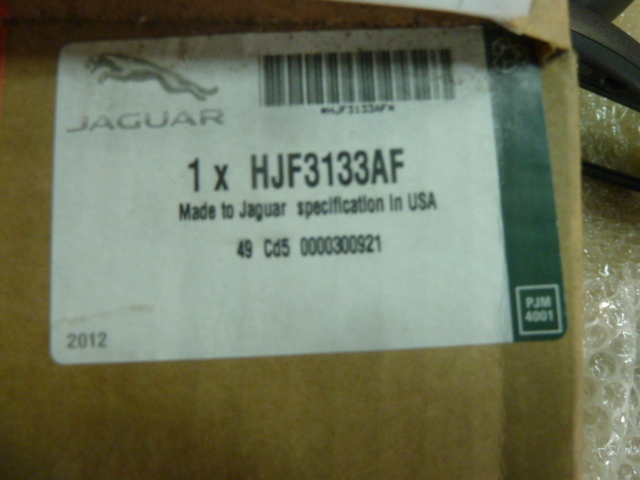 *HJF3133AF*
JAGUAR
1 x HJF3133AF
Made to Jaguar specification in USA
49 Cd5 0000300921
PJM
4001
2012